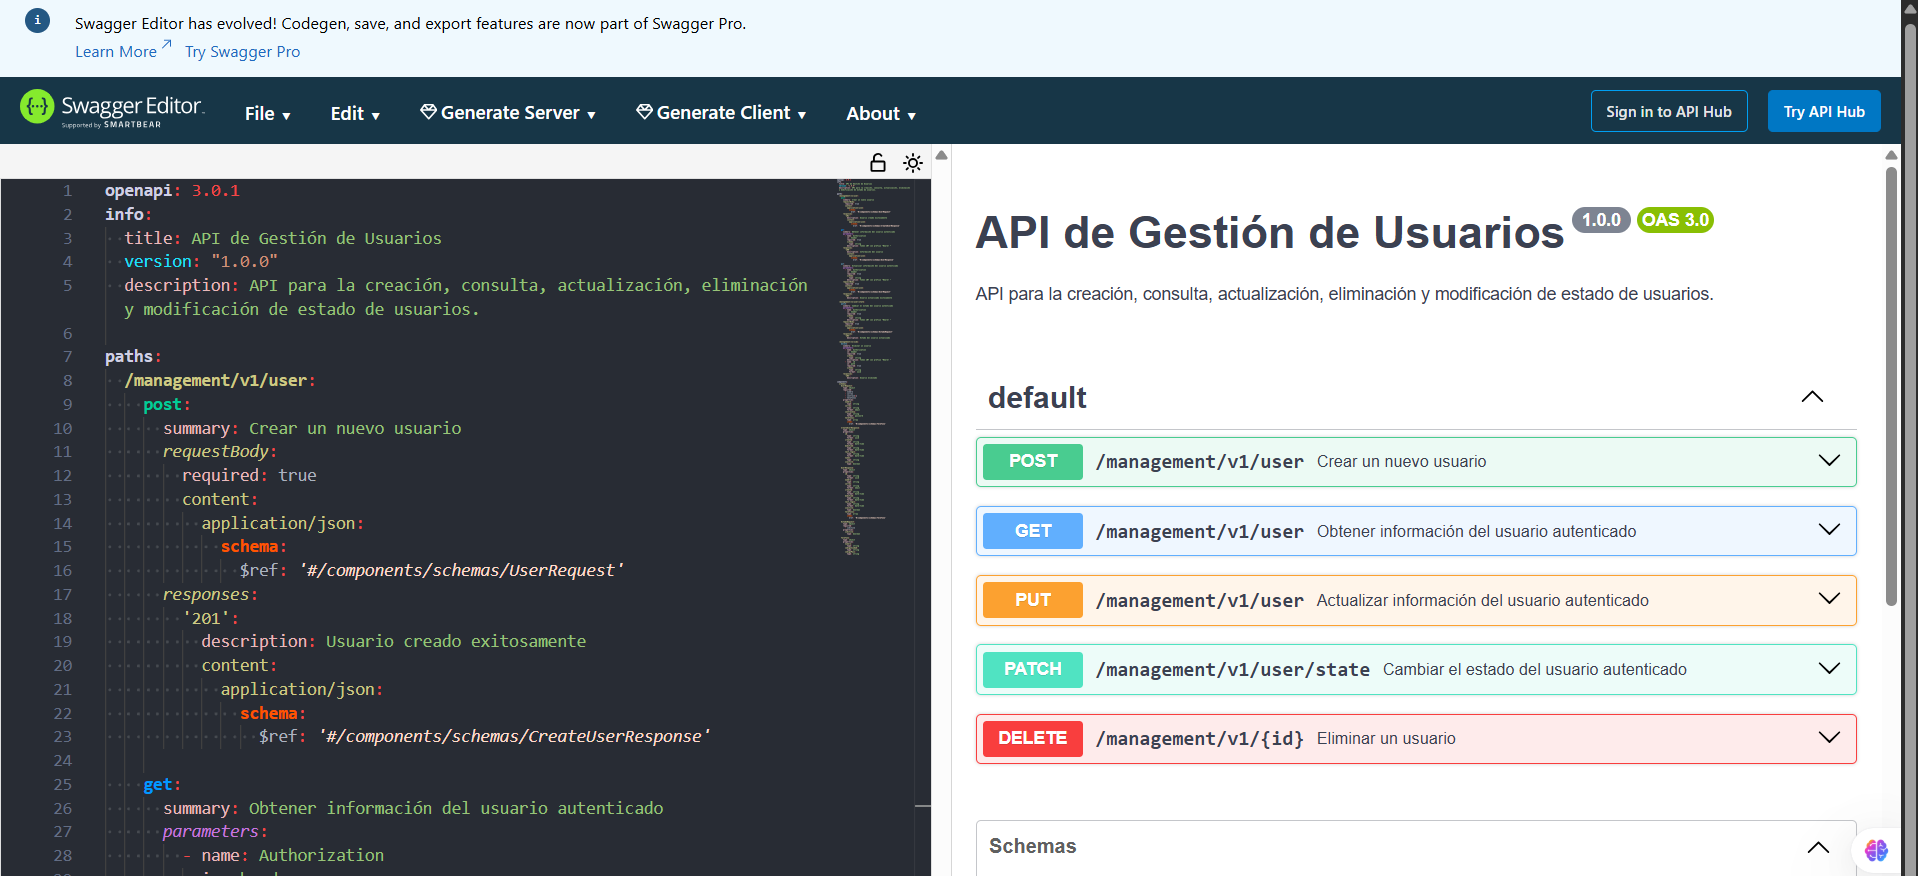 Swagger Editor has evolved! Codegen, save, and export features are now part of Swagger Pro.
Learn More Try Swagger Pro
Swagger Editor
Supported by SMARTBEAR
File Edit Generate Server Generate Client About
Sign in to API Hub Try API Hub
1 openapi: 3.0.1
2 info:
3 title: API de Gestión de Usuarios
4 version: "1.0.0"
5 description: API para la creación, consulta, actualización, eliminación
y modificación de estado de usuarios.
6
7 paths:
8 /management/v1/user:
9 post:
10 summary: Crear un nuevo usuario
11 requestBody:
12 required: true
13 content:
14 application/json:
15 schema:
16 $ref: '#/components/schemas/UserRequest'
17 responses:
18 '201':
19 description: Usuario creado exitosamente
20 content:
21 application/json:
22 schema:
23 $ref: '#/components/schemas/CreateUserResponse'
24
25 get:
26 summary: Obtener información del usuario autenticado
27 parameters:
28 - name: Authorization
API de Gestión de Usuarios 1.0.0 OAS 3.0
API para la creación, consulta, actualización, eliminación y modificación de estado de usuarios.
default
POST /management/v1/user Crear un nuevo usuario
GET /management/v1/user Obtener información del usuario autenticado
PUT /management/v1/user Actualizar información del usuario autenticado
PATCH /management/v1/user/state Cambiar el estado del usuario autenticado
DELETE /management/v1/{id} Eliminar un usuario
Schemas